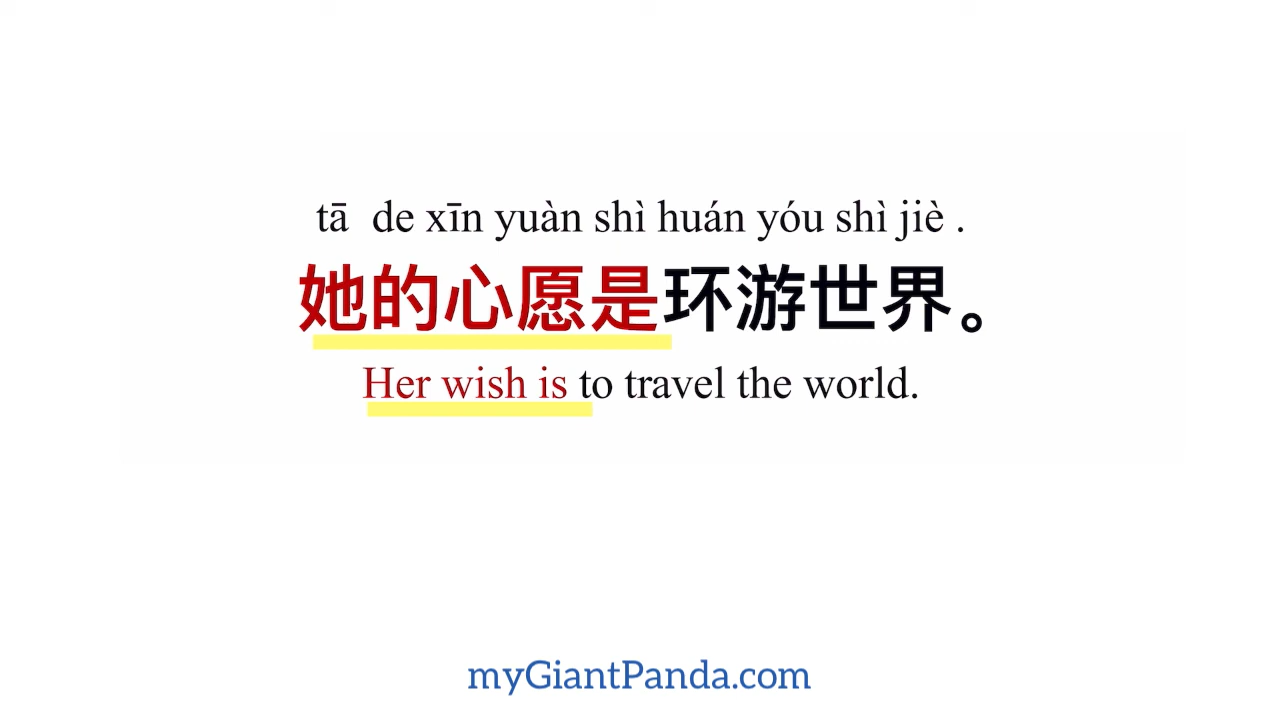 tā de xīn yuàn shì huán yóu shì jiè .
她的心愿是环游世界。
Her wish is to travel the world.
myGiantPanda.com